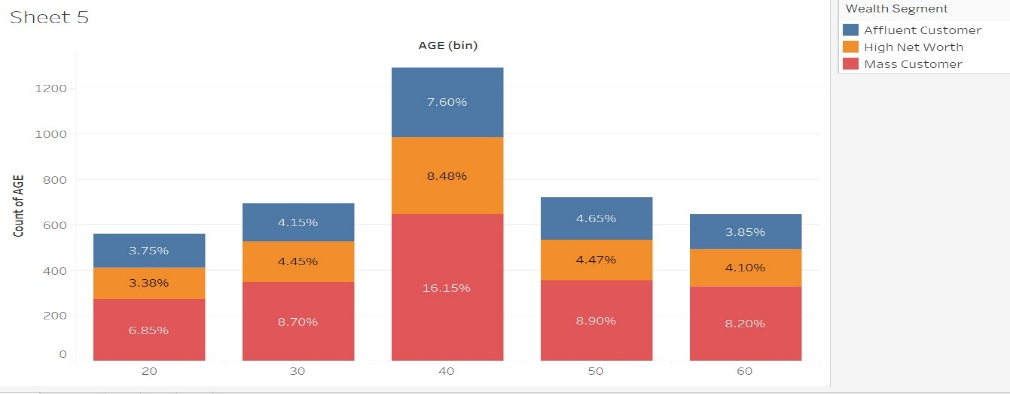 Sheet 5
Wealth Segment
Affluent Customer
High Net Worth
Mass Customer
AGE (bin)
Count of AGE
1200
1000
800
600
400
200
0
3.75%
3.38%
6.85%
4.15%
4.45%
8.70%
7.60%
8.48%
16.15%
4.65%
4.47%
8.90%
3.85%
4.10%
8.20%
20 30 40 50 60